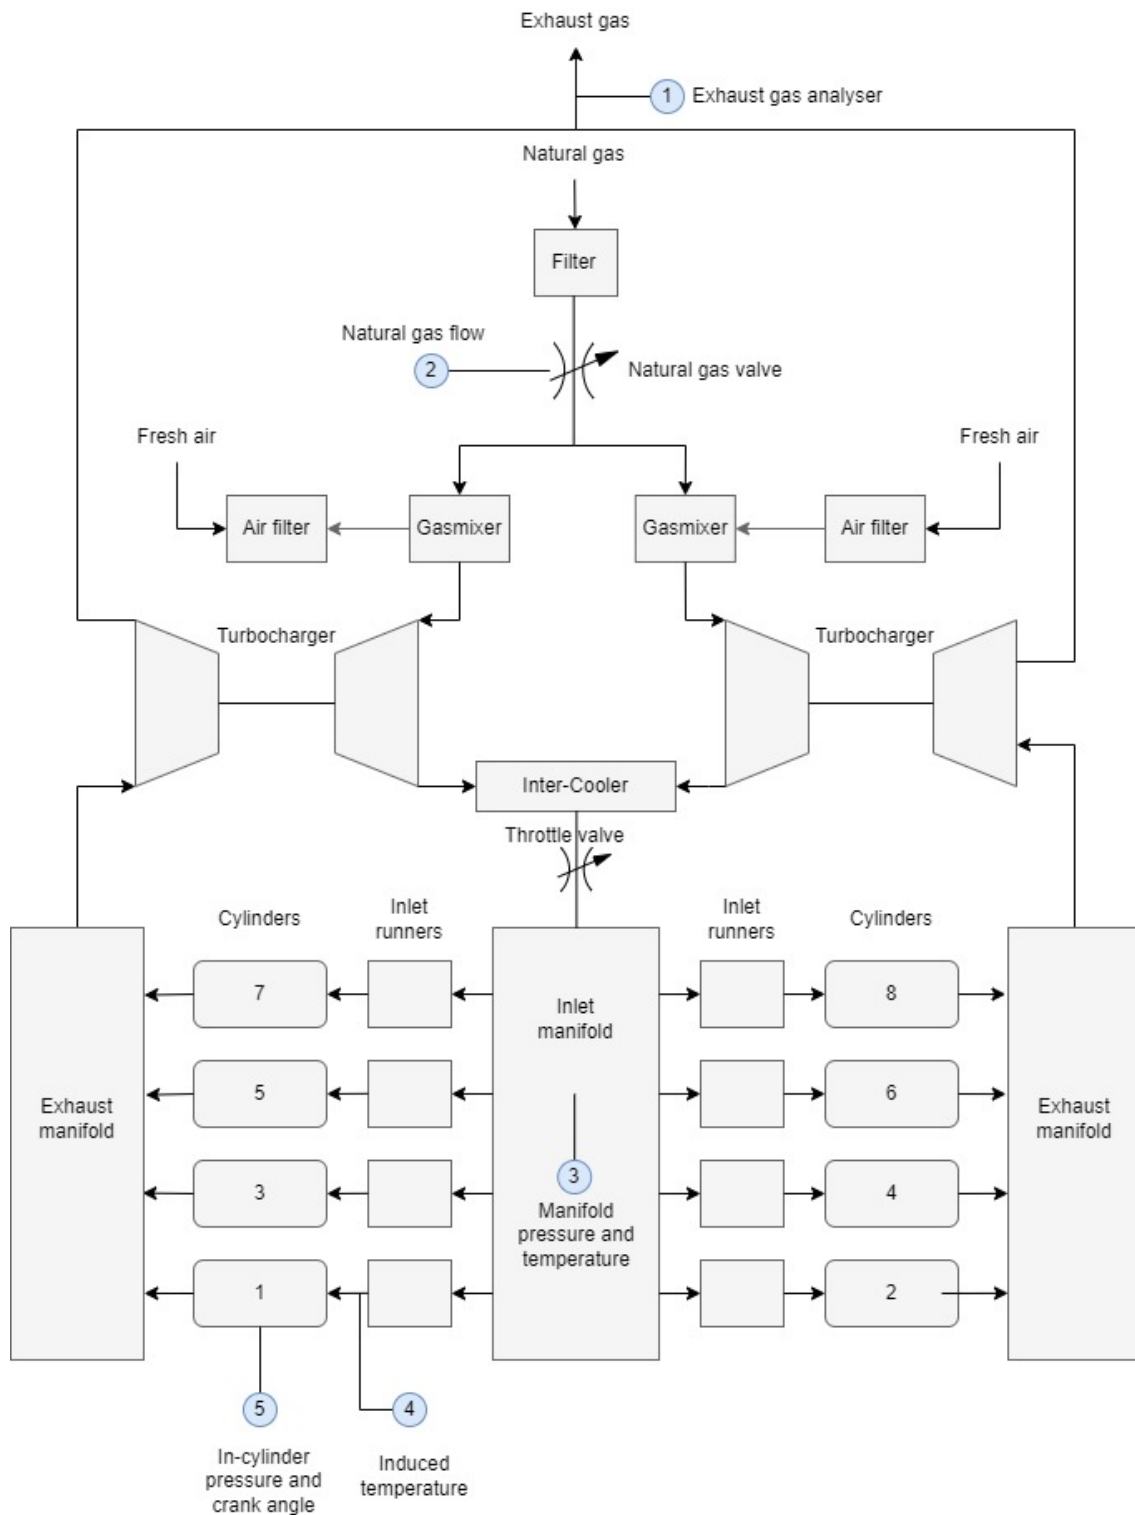 Exhaust gas
1 Exhaust gas analyser
Natural gas
Filter
Natural gas flow
2
Natural gas valve
Fresh air
Fresh air
Air filter
Gasmixer
Gasmixer
Air filter
Turbocharger
Turbocharger
Inter-Cooler
Throttle valve
Cylinders
Inlet
runners
Inlet
runners
Cylinders
7
Inlet
manifold
8
5
6
Exhaust
manifold
Exhaust
manifold
3
3
4
Manifold
pressure and
temperature
1
2
5
4
In-cylinder
pressure and
crank angle
Induced
temperature